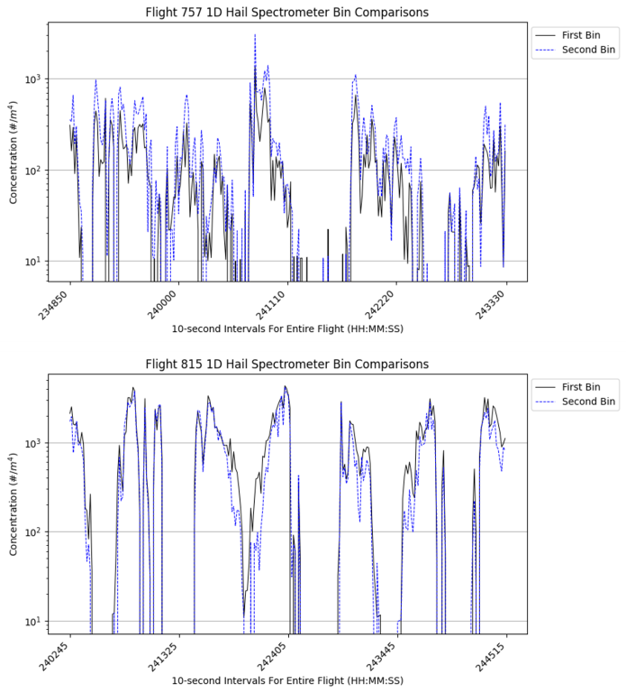 Flight 757 1D Hail Spectrometer Bin Comparisons
First Bin
Second Bin
Concentration (#/m⁴)
10³
10²
10¹
234850
240000
241110
242220
243330
10-second Intervals For Entire Flight (HH:MM:SS)
Flight 815 1D Hail Spectrometer Bin Comparisons
First Bin
Second Bin
Concentration (#/m⁴)
10³
10²
10¹
240245
241325
242405
243445
244515
10-second Intervals For Entire Flight (HH:MM:SS)